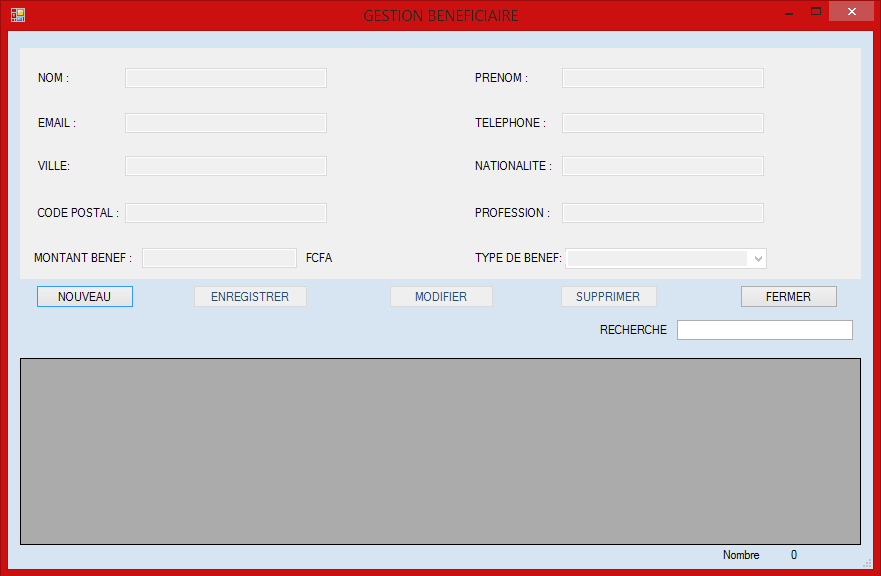 GESTION BENEFICIAIRE
NOM : PRENOM :
EMAIL : TELEPHONE :
VILLE: NATIONALITE :
CODE POSTAL : PROFESSION :
MONTANT BENEF : FCFA TYPE DE BENEF:
NOUVEAU ENREGISTRER MODIFIER SUPPRIMER FERMER
RECHERCHE
Nombre 0